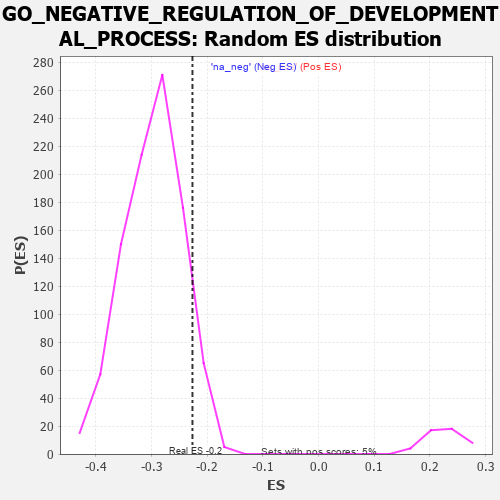 GO_NEGATIVE_REGULATION_OF_DEVELOPMENT
AL_PROCESS: Random ES distribution
'na_neg' (Neg ES) (Pos ES)
280
260
240
220
200
180
160
140
120
100
80
60
40
20
0
P(ES)
Real ES -0.2
Sets with pos scores: 5%
-0.4 -0.3 -0.2 -0.1 0.0 0.1 0.2 0.3
ES